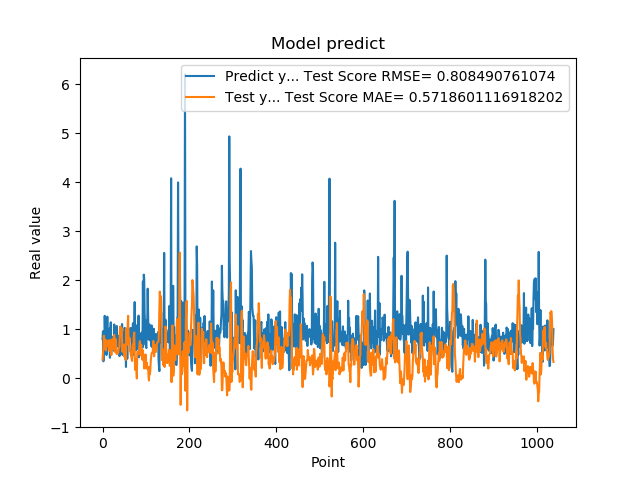 Model predict
Predict y... Test Score RMSE= 0.808490761074
Test y... Test Score MAE= 0.5718601116918202
Real value
6
5
4
3
2
1
0
−1
0 200 400 600 800 1000
Point